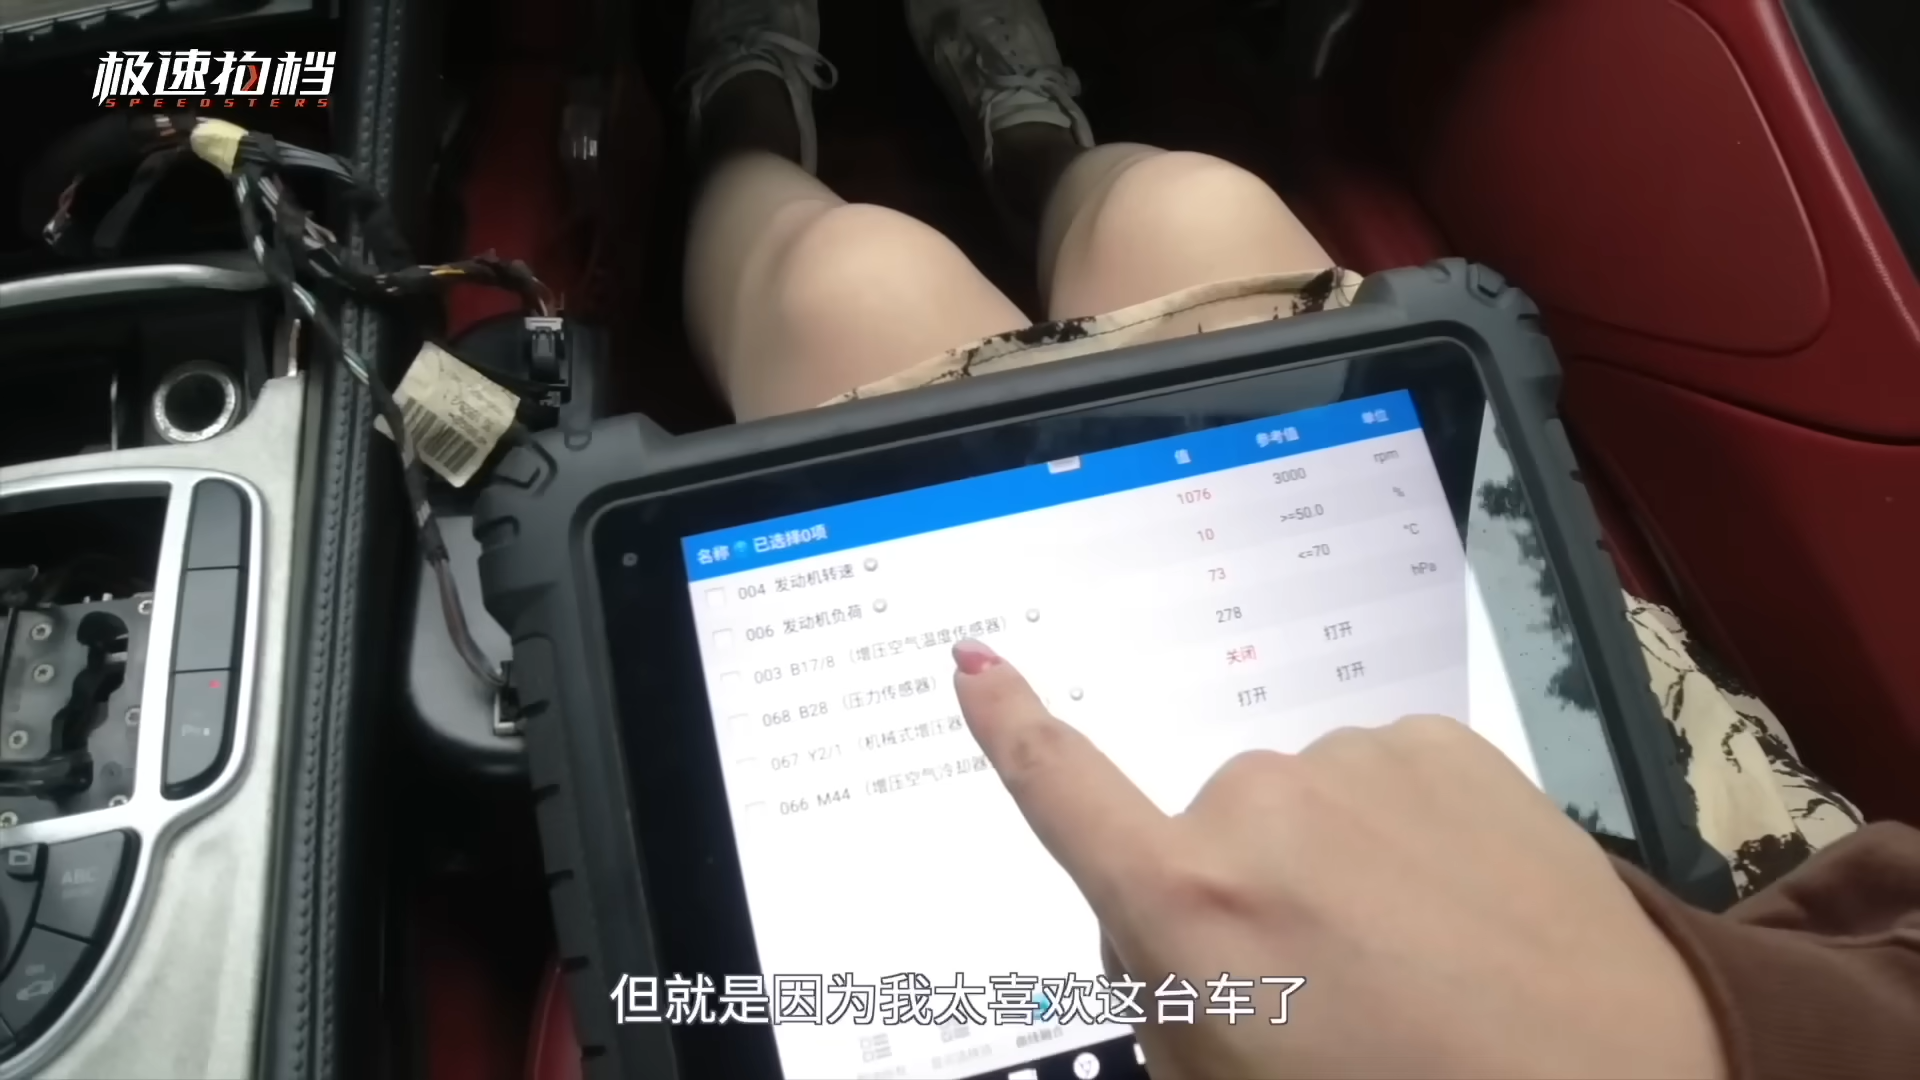 极速拍档
SPEEDSTERS
名称 已选择0项 值 参考值 单位
004 发动机转速 1076 3000 rpm
006 发动机负荷 10 >=50.0 %
003 B17/8 （增压空气温度传感器） 73 <=70 °C
068 B28 （压力传感器） 278 hPa
067 Y2/1 （机械式增压器 关闭 打开
066 M44 （增压空气冷却器 打开 打开
ABC
但就是因为我太喜欢这台车了